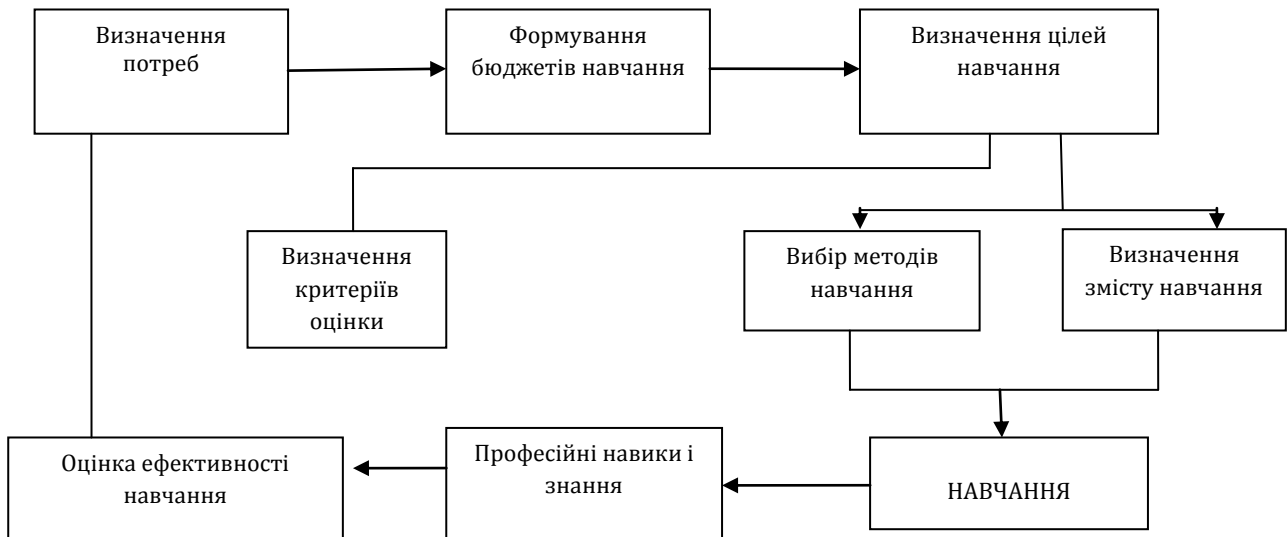 Визначення
потреб
Формування
бюджетів навчання
Визначення цілей
навчання
Визначення
критеріїв
оцінки
Вибір методів
навчання
Визначення
змісту навчання
Оцінка ефективності
навчання
Професійні навики і
знання
НАВЧАННЯ